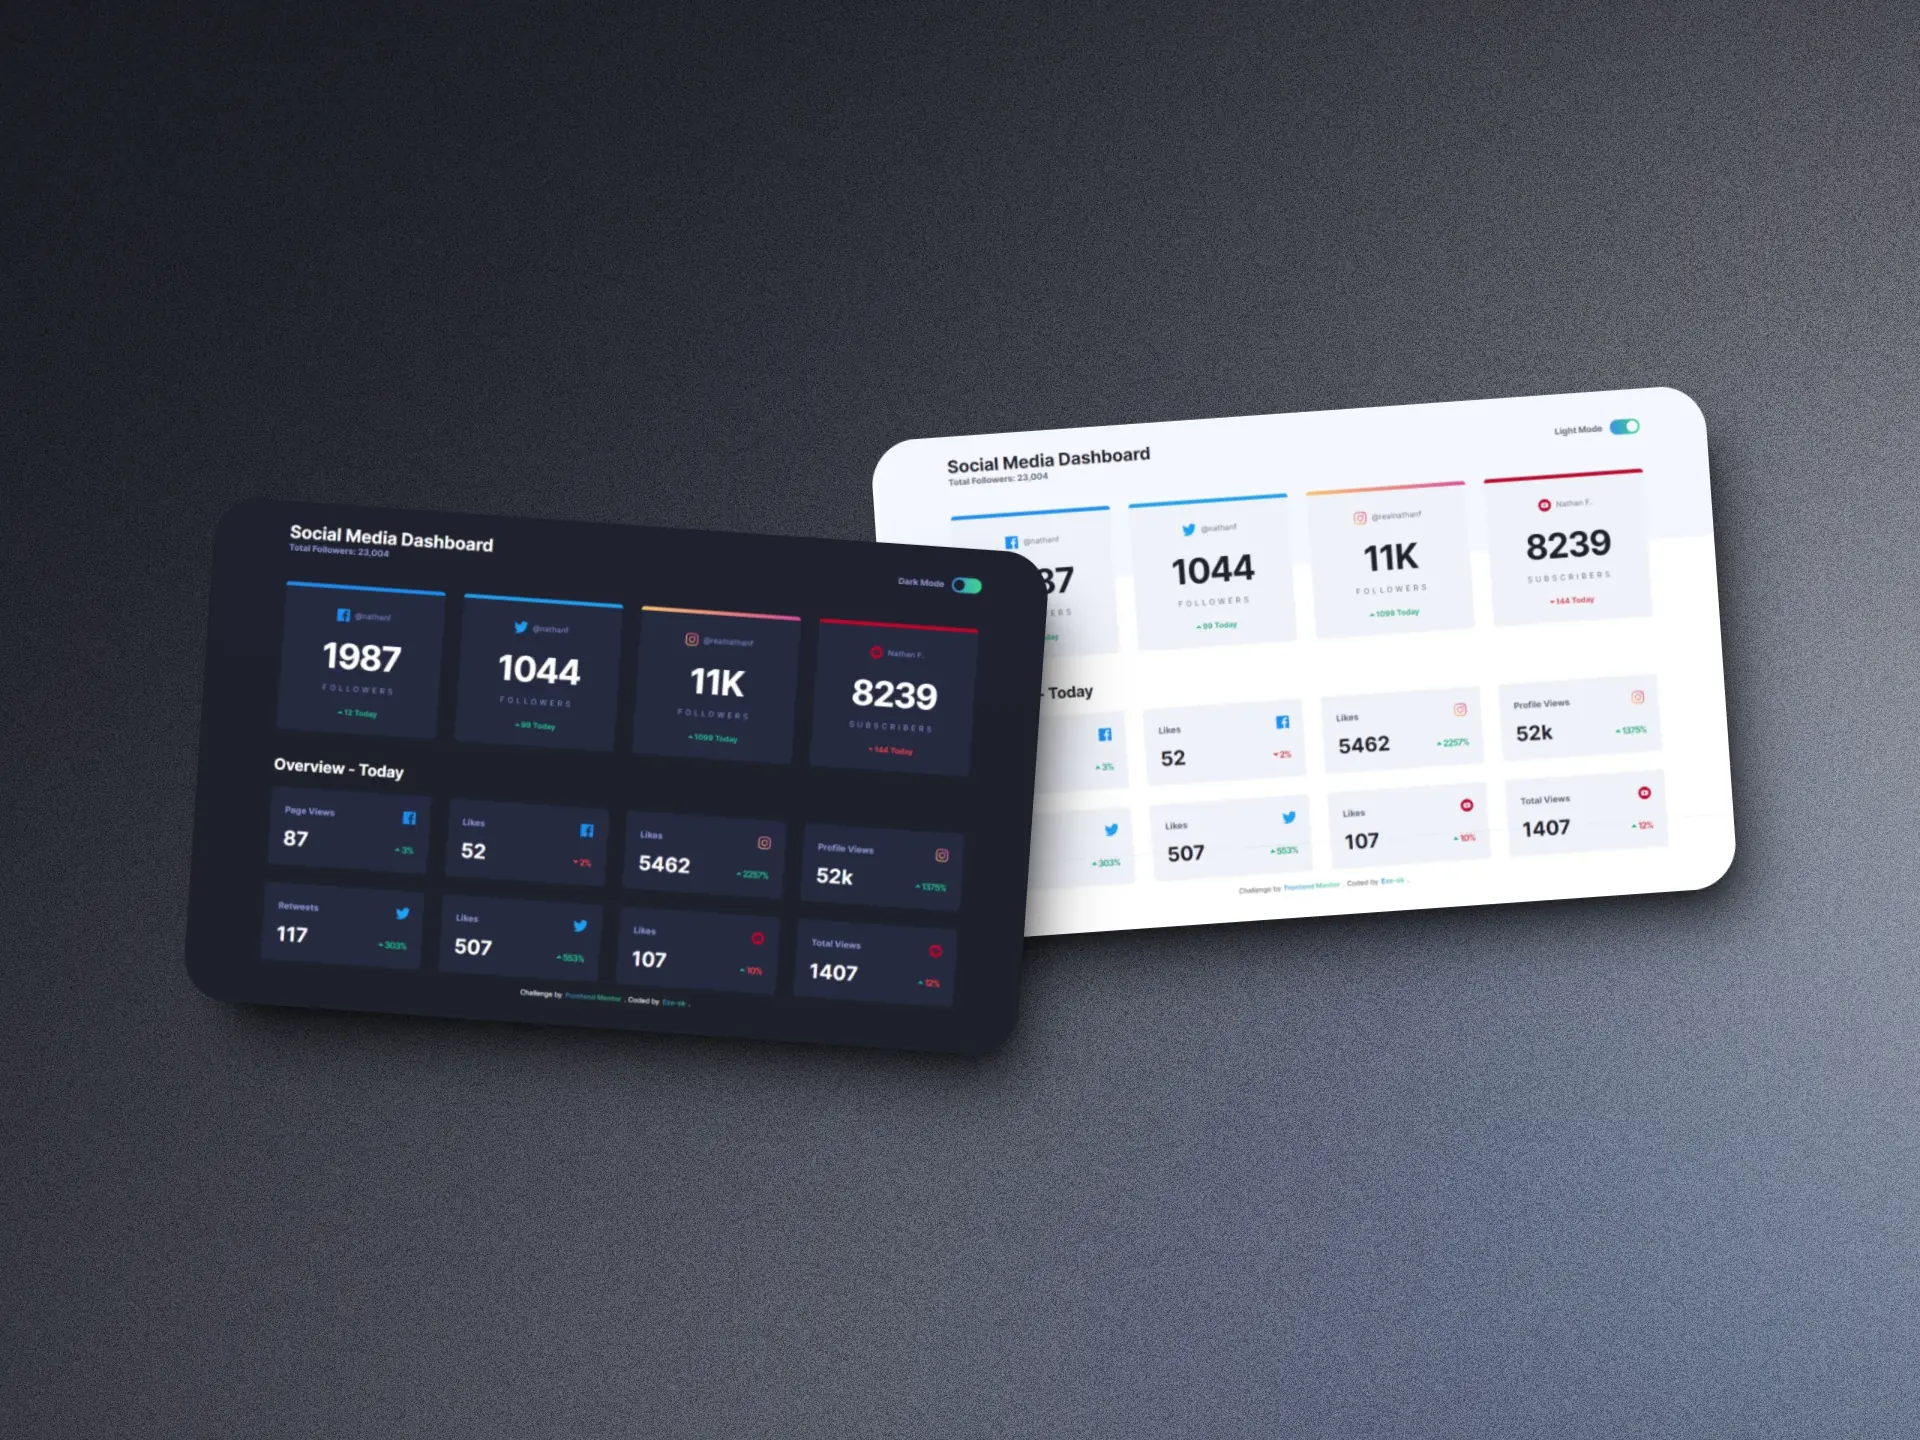 Social Media Dashboard
Total Followers: 23,004
Dark Mode
@nathanf
1987
FOLLOWERS
12 Today
@nathanf
1044
FOLLOWERS
99 Today
@realnathanf
11K
FOLLOWERS
1099 Today
Nathan F.
8239
SUBSCRIBERS
144 Today
Overview - Today
Page Views
87
3%
Likes
52
2%
Likes
5462
2257%
Profile Views
52k
1375%
Retweets
117
303%
Likes
507
553%
Likes
107
10%
Total Views
1407
12%
Challenge by Frontend Mentor . Coded by Eze-ok .
Social Media Dashboard
Total Followers: 23,004
Light Mode
@nathanf
87
ERS
@nathanf
1044
FOLLOWERS
99 Today
@realnathanf
11K
FOLLOWERS
1099 Today
Nathan F.
8239
SUBSCRIBERS
144 Today
- Today
3%
Likes
52
2%
Likes
5462
2257%
Profile Views
52k
1375%
303%
Likes
507
553%
Likes
107
10%
Total Views
1407
12%
Challenge by Frontend Mentor . Coded by Eze-ok .